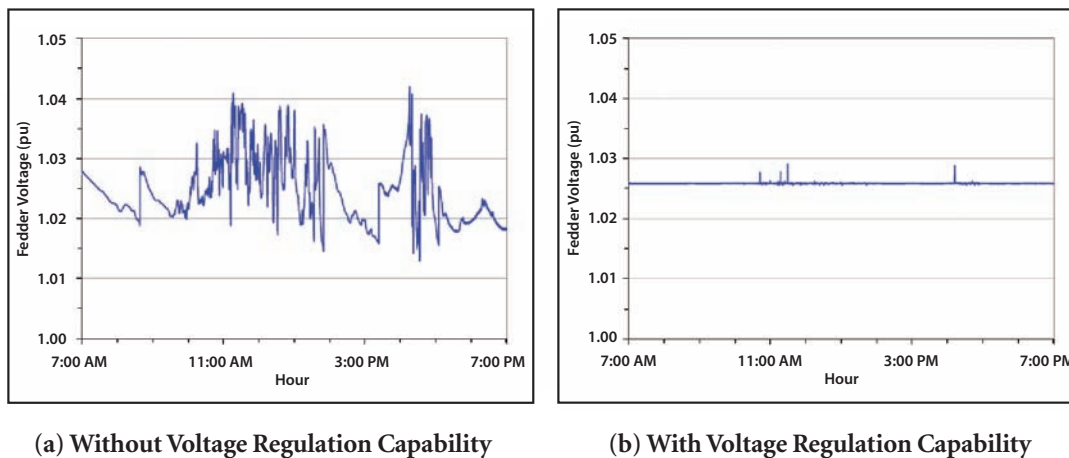 1.05
1.04
1.03
1.02
1.01
1.00
Fedder Voltage (pu)
7:00 AM
11:00 AM
3:00 PM
7:00 PM
Hour
(a) Without Voltage Regulation Capability
1.05
1.04
1.03
1.02
1.01
1.00
Fedder Voltage (pu)
7:00 AM
11:00 AM
3:00 PM
7:00 PM
Hour
(b) With Voltage Regulation Capability